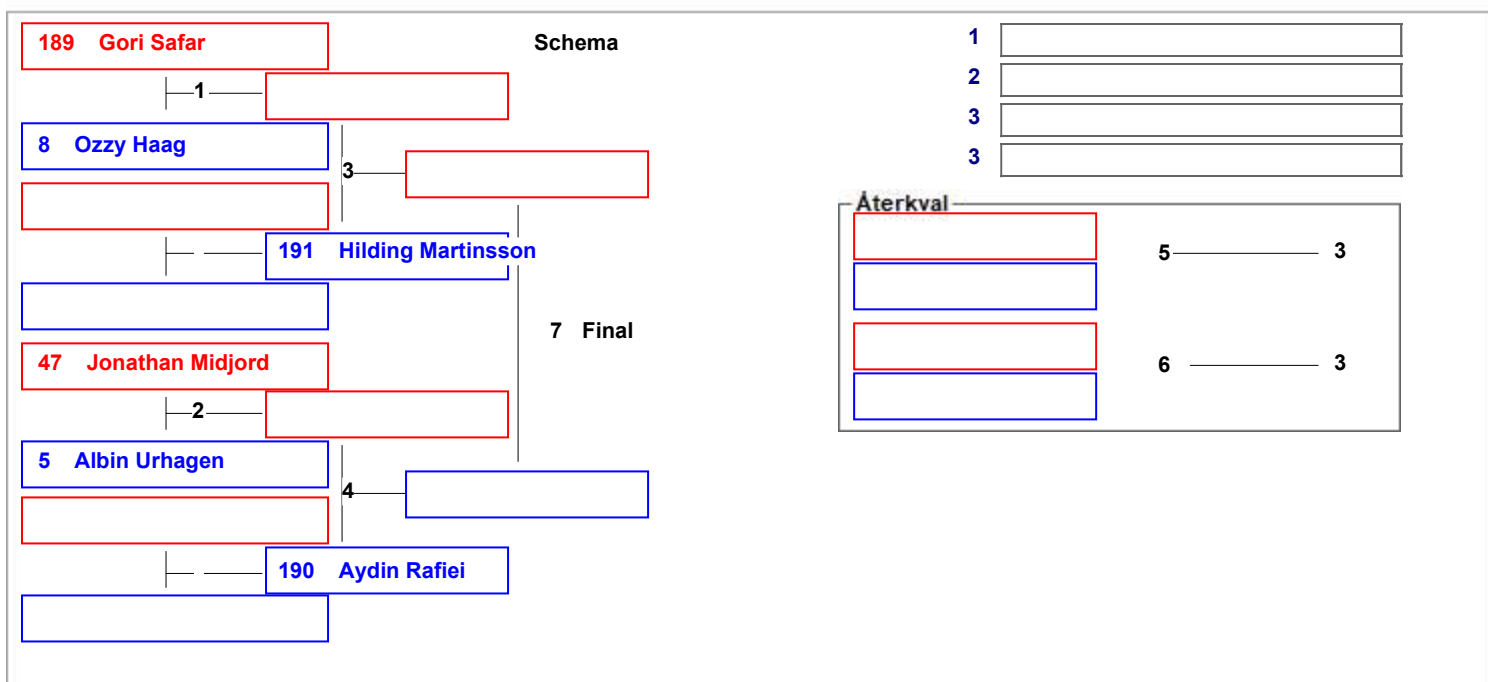 189 Gori Safar
Schema
1
8 Ozzy Haag
3
191 Hilding Martinsson
7 Final
47 Jonathan Midjord
2
5 Albin Urhagen
4
190 Aydin Rafiei
1
2
3
3
Återkval
5 3
6 3